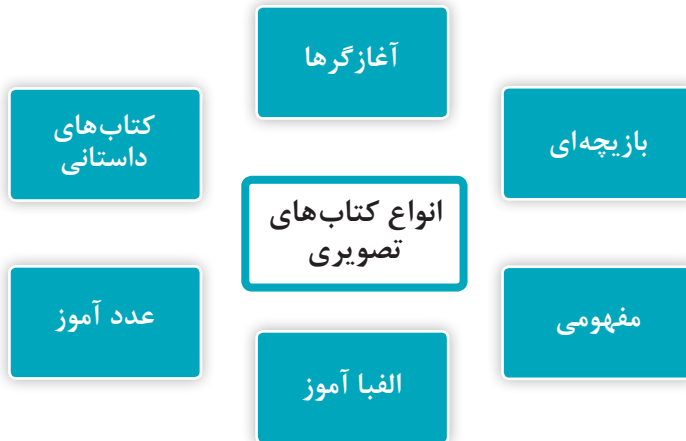 آغازگرها
بازیچه‌ای
کتاب‌های
داستانی
انواع کتاب‌های
تصویری
مفهومی
عدد آموز
الفبا آموز